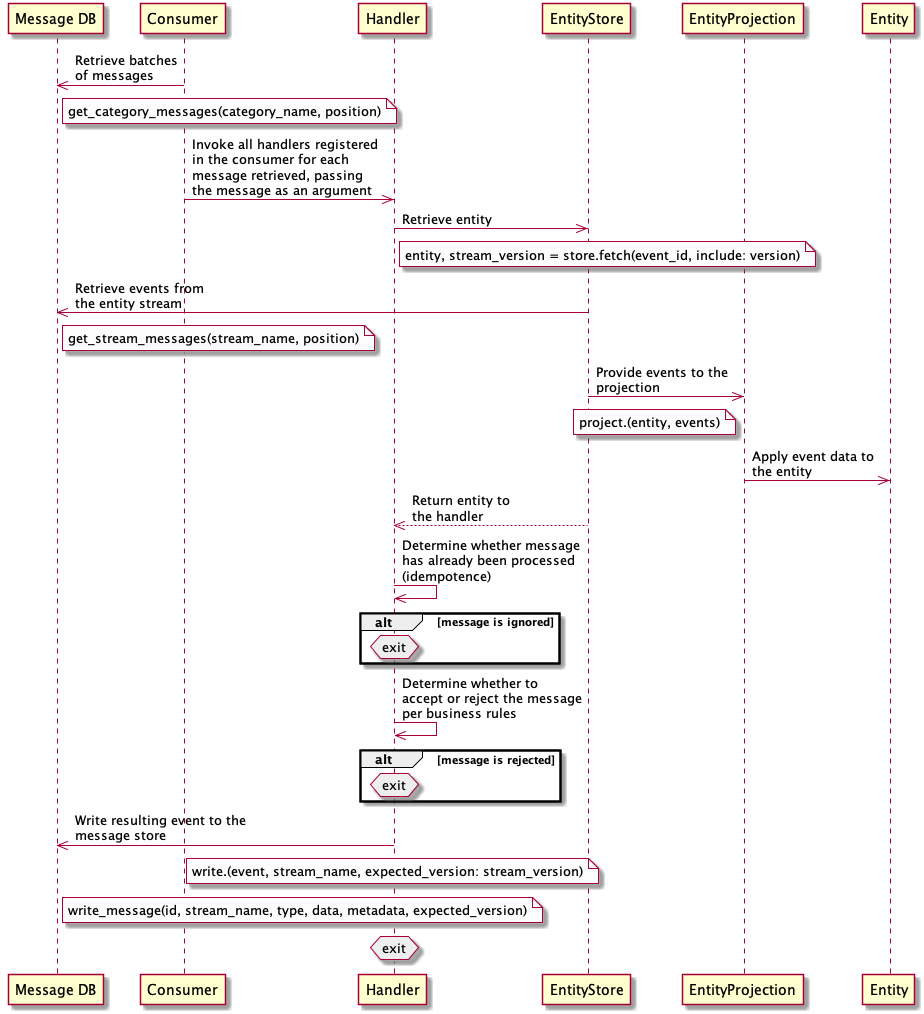 Message DB
Consumer
Handler
EntityStore
EntityProjection
Entity
Retrieve batches
of messages
get_category_messages(category_name, position)
Invoke all handlers registered
in the consumer for each
message retrieved, passing
the message as an argument
Retrieve entity
entity, stream_version = store.fetch(event_id, include: version)
Retrieve events from
the entity stream
get_stream_messages(stream_name, position)
Provide events to the
projection
project.(entity, events)
Apply event data to
the entity
Return entity to
the handler
Determine whether message
has already been processed
(idempotence)
alt
[message is ignored]
exit
Determine whether to
accept or reject the message
per business rules
alt
[message is rejected]
exit
Write resulting event to the
message store
write.(event, stream_name, expected_version: stream_version)
write_message(id, stream_name, type, data, metadata, expected_version)
exit
Message DB
Consumer
Handler
EntityStore
EntityProjection
Entity